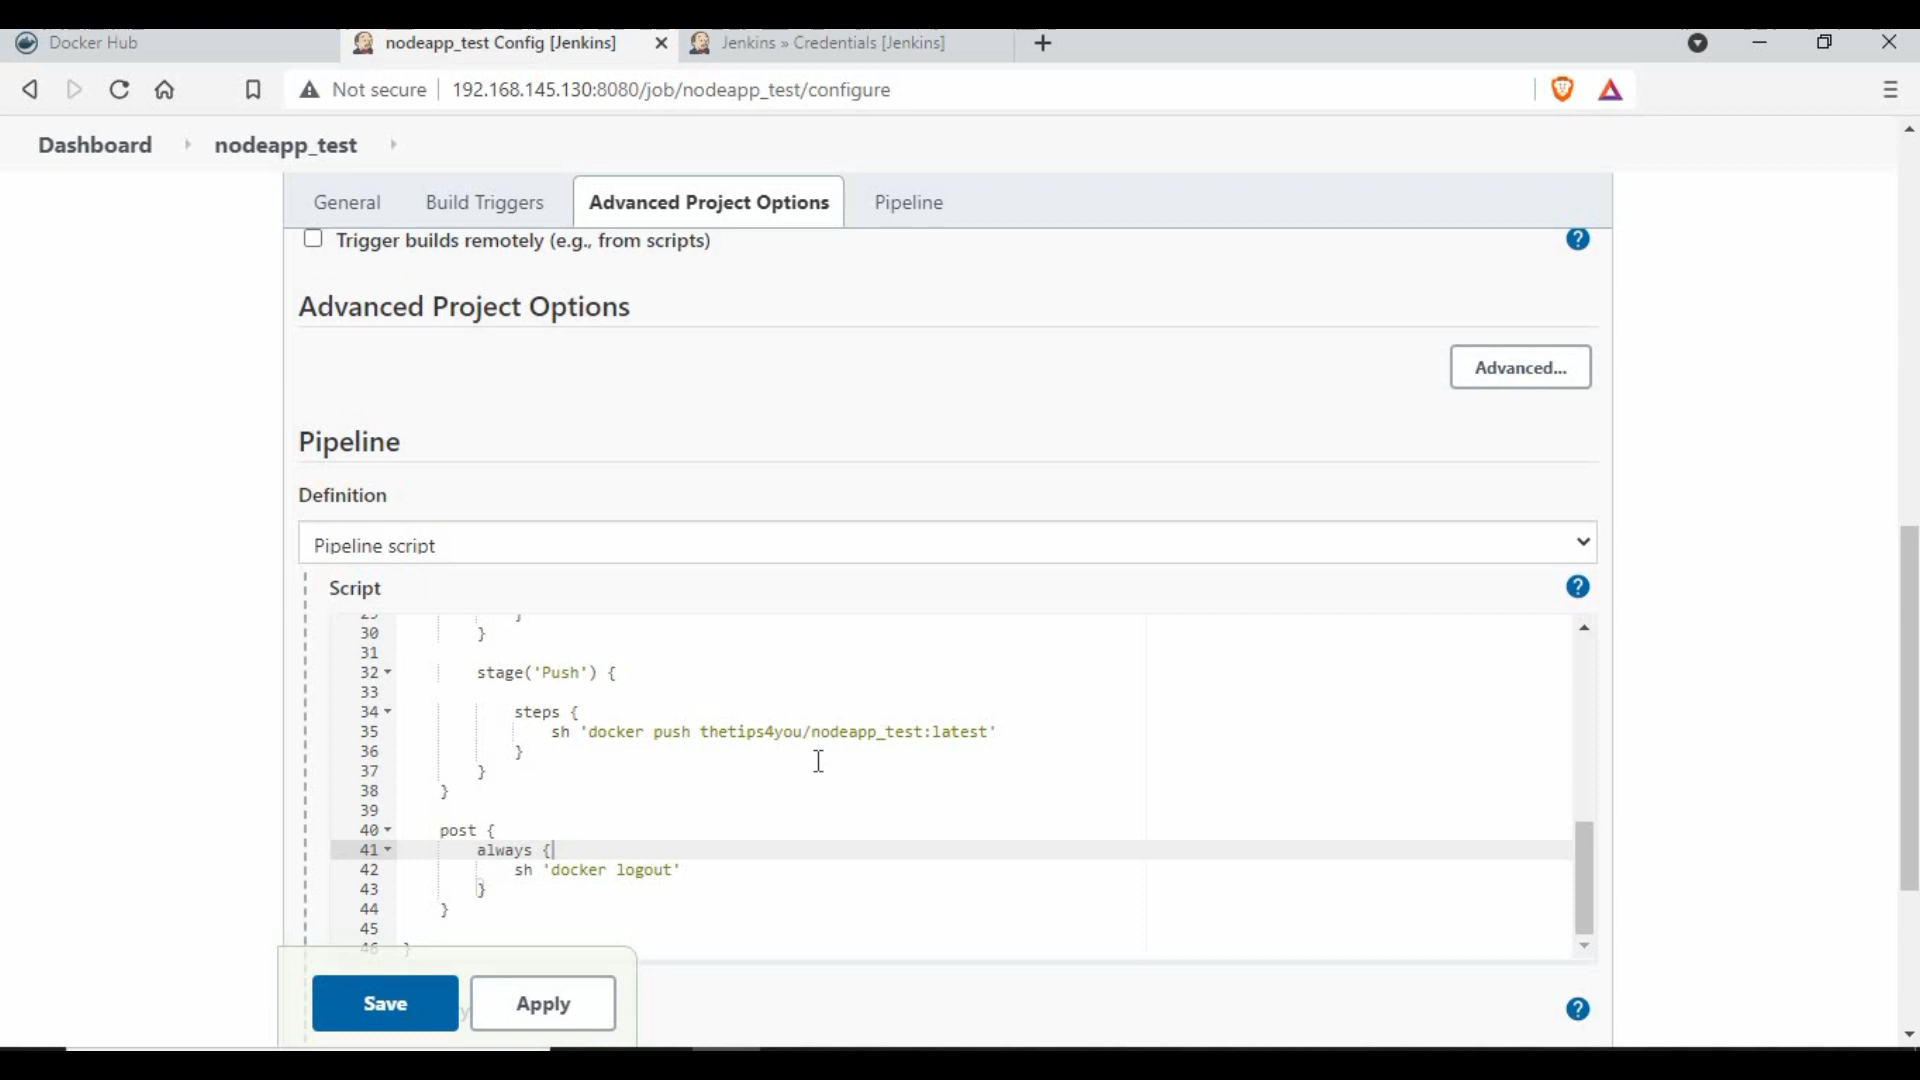 Docker Hub
nodeapp_test Config [Jenkins]
Jenkins » Credentials [Jenkins]
Not secure
192.168.145.130:8080/job/nodeapp_test/configure
Dashboard
nodeapp_test
General
Build Triggers
Advanced Project Options
Pipeline
Trigger builds remotely (e.g., from scripts)
?
Advanced Project Options
Advanced...
Pipeline
Definition
Pipeline script
Script
?
29 }
30 }
31
32 stage('Push') {
33
34 steps {
35 sh 'docker push thetips4you/nodeapp_test:latest'
36 }
37 }
38 }
39
40 post {
41 always {
42 sh 'docker logout'
43 }
44 }
45
46 }
Save
Apply
?